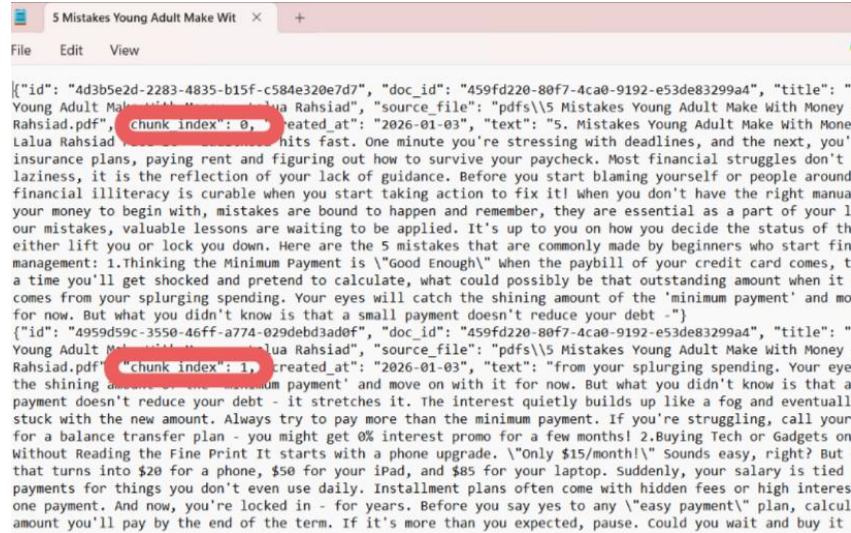 5 Mistakes Young Adult Make Wit × +
File Edit View
{"id": "4d3b5e2d-2283-4835-b15f-c584e320e7d7", "doc_id": "459fd220-80f7-4ca0-9192-e53de83299a4", "title": "
Young Adult Rahsiad", "source_file": "pdfs\\5 Mistakes Young Adult Make With Money
Rahsiad.pdf", "chunk_index": 0, "created_at": "2026-01-03", "text": "5. Mistakes Young Adult Make With Mone
Lalua Rahsiad hits fast. One minute you're stressing with deadlines, and the next, you'
insurance plans, paying rent and figuring out how to survive your paycheck. Most financial struggles don't
laziness, it is the reflection of your lack of guidance. Before you start blaming yourself or people around
financial illiteracy is curable when you start taking action to fix it! When you don't have the right manua
your money to begin with, mistakes are bound to happen and remember, they are essential as a part of your l
our mistakes, valuable lessons are waiting to be applied. It's up to you on how you decide the status of th
either lift you or lock you down. Here are the 5 mistakes that are commonly made by beginners who start fin
management: 1.Thinking the Minimum Payment is \"Good Enough\" When the paybill of your credit card comes, t
a time you'll get shocked and pretend to calculate, what could possibly be that outstanding amount when it
comes from your splurging spending. Your eyes will catch the shining amount of the 'minimum payment' and mo
for now. But what you didn't know is that a small payment doesn't reduce your debt -"}
{"id": "4959d59c-3550-46ff-a774-029debd3ad0f", "doc_id": "459fd220-80f7-4ca0-9192-e53de83299a4", "title": "
Young Adult Rahsiad", "source_file": "pdfs\\5 Mistakes Young Adult Make With Money
Rahsiad.pdf" "chunk_index": 1, "created_at": "2026-01-03", "text": "from your splurging spending. Your eye
the shining payment' and move on with it for now. But what you didn't know is that a
payment doesn't reduce your debt - it stretches it. The interest quietly builds up like a fog and eventuall
stuck with the new amount. Always try to pay more than the minimum payment. If you're struggling, call your
for a balance transfer plan - you might get 0% interest promo for a few months! 2.Buying Tech or Gadgets on
Without Reading the Fine Print It starts with a phone upgrade. \"Only $15/month!\" Sounds easy, right? But
that turns into $20 for a phone, $50 for your iPad, and $85 for your laptop. Suddenly, your salary is tied
payments for things you don't even use daily. Installment plans often come with hidden fees or high interes
one payment. And now, you're locked in - for years. Before you say yes to any \"easy payment\" plan, calcul
amount you'll pay by the end of the term. If it's more than you expected, pause. Could you wait and buy it